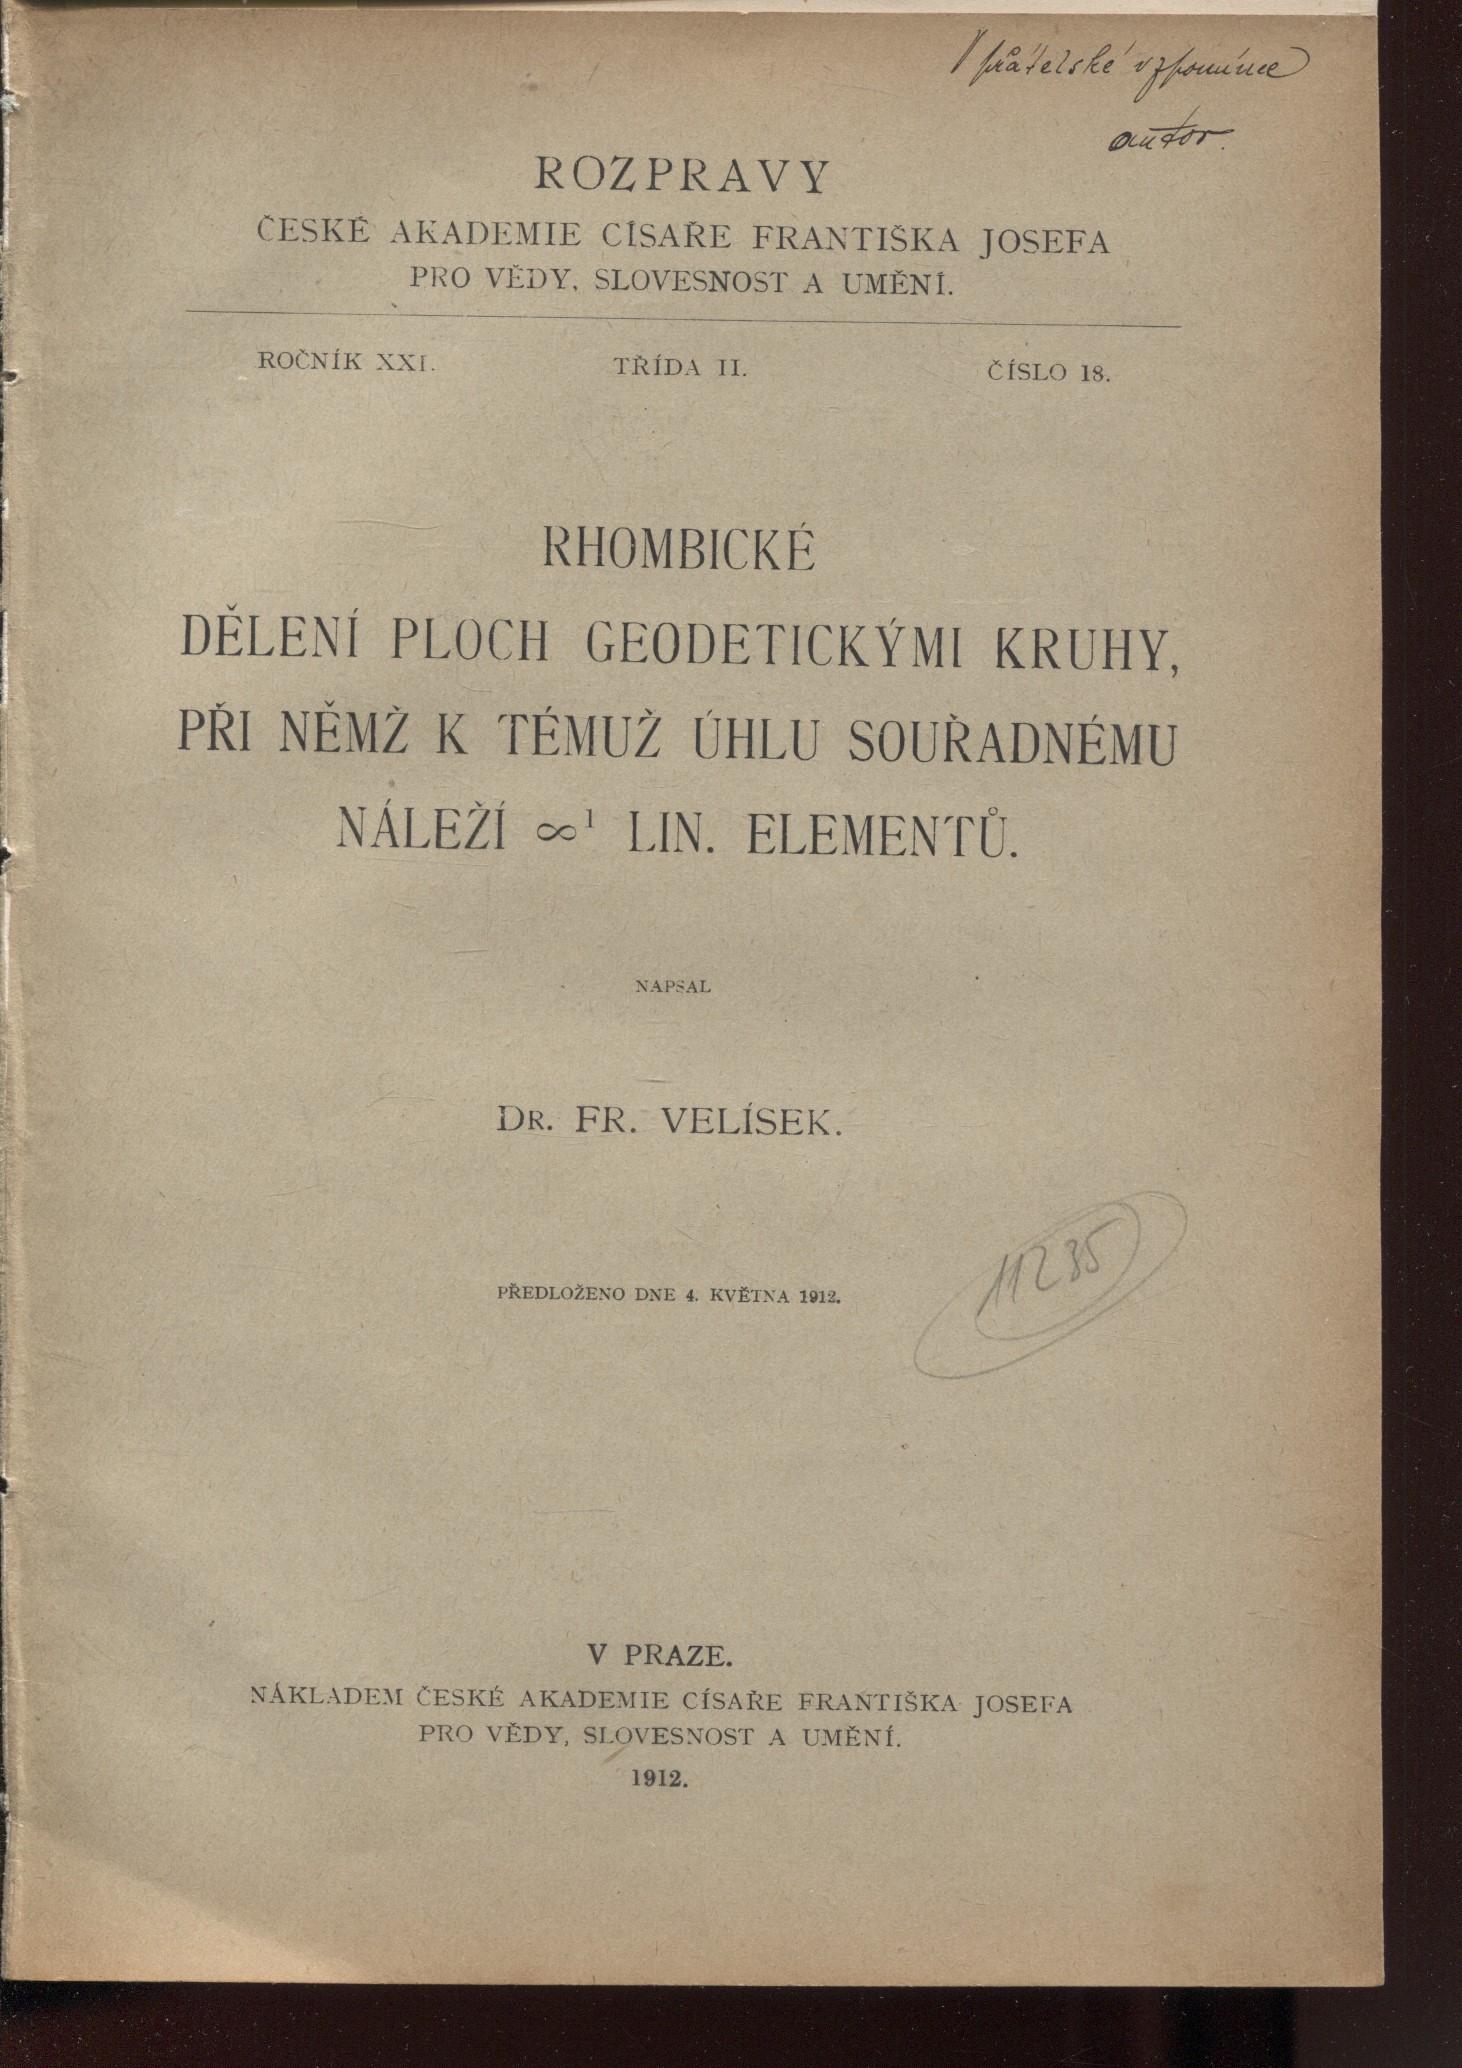 V přátelské vzpomínce
autor.
ROZPRAVY
ČESKÉ AKADEMIE CÍSAŘE FRANTIŠKA JOSEFA
PRO VĚDY, SLOVESNOST A UMĚNÍ.
ROČNÍK XXI. TŘÍDA II. ČÍSLO 18.
RHOMBICKÉ
DĚLENÍ PLOCH GEODETICKÝMI KRUHY,
PŘI NĚMŽ K TÉMUŽ ÚHLU SOUŘADNÉMU
NÁLEŽÍ ∞¹ LIN. ELEMENTŮ.
NAPSAL
DR. FR. VELÍSEK.
11235
PŘEDLOŽENO DNE 4. KVĚTNA 1912.
V PRAZE.
NÁKLADEM ČESKÉ AKADEMIE CÍSAŘE FRANTIŠKA JOSEFA
PRO VĚDY, SLOVESNOST A UMĚNÍ.
1912.